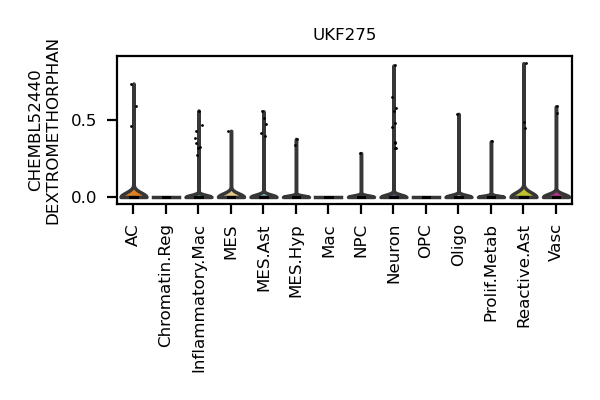 UKF275
CHEMBL52440
DEXTROMETHORPHAN
0.5
0.0
AC
Chromatin.Reg
Inflammatory.Mac
MES
MES.Ast
MES.Hyp
Mac
NPC
Neuron
OPC
Oligo
Prolif.Metab
Reactive.Ast
Vasc